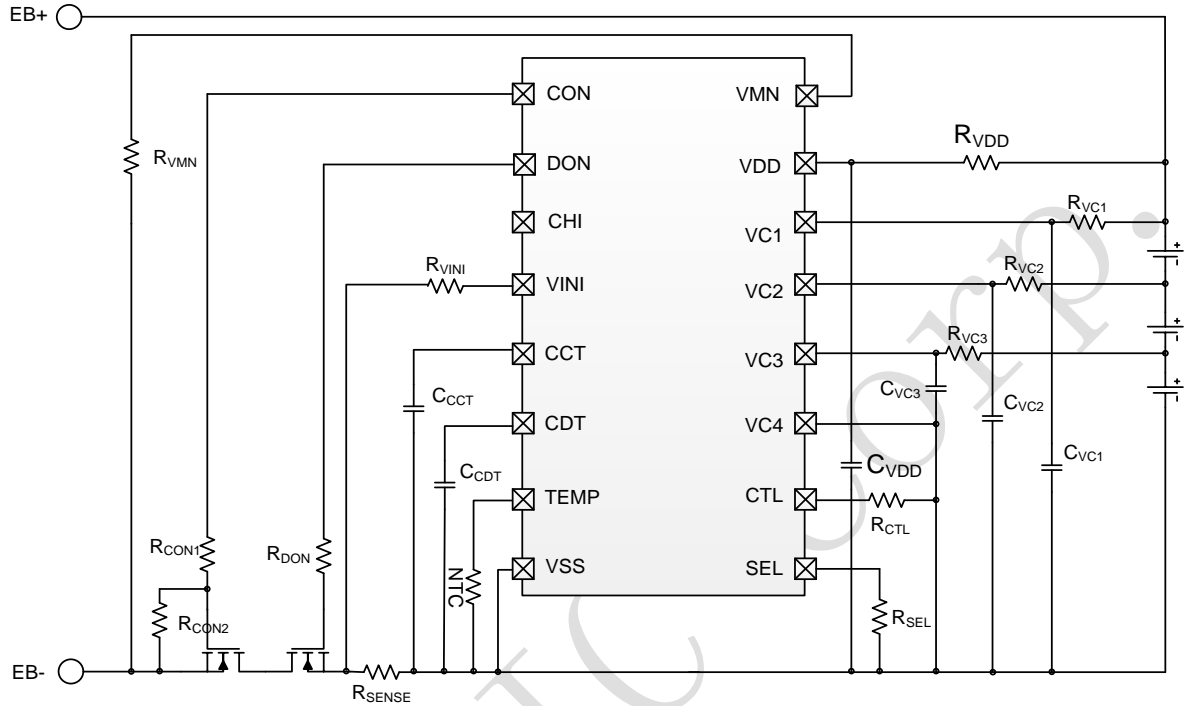 EB+
CON
VMN
RVMN
DON
VDD
RVDD
CHI
VC1
RVC1
RVINI
VINI
VC2
RVC2
CCT
VC3
RVC3
CCCT
CVC3
CVC2
CDT
VC4
CCDT
CVDD
CVC1
TEMP
CTL
RCTL
RCON1
RDON
NTC
VSS
SEL
RCON2
RSEL
EB-
RSENSE
+
-
+
-
+
-
Corp.